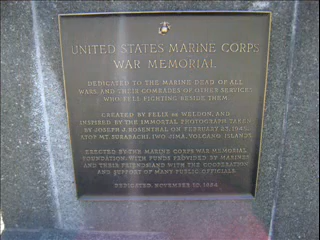 UNITED STATES MARINE CORPS
WAR MEMORIAL
DEDICATED TO THE MARINE DEAD OF ALL
WARS AND THEIR COMRADES OF OTHER SERVICES
WHO FELL FIGHTING BESIDE THEM.
CREATED BY FELIX DE WELDON, AND
INSPIRED BY THE IMMORTAL PHOTOGRAPH TAKEN
BY JOSEPH J. ROSENTHAL ON FEBRUARY 23, 1945,
ATOP MT. SURABACHI, IWO JIMA, VOLCANO ISLANDS.
ERECTED BY THE MARINE CORPS WAR MEMORIAL
FOUNDATION WITH FUNDS PROVIDED BY MARINES
AND THEIR FRIENDS AND WITH THE COOPERATION
AND SUPPORT OF MANY PUBLIC OFFICIALS.
DEDICATED NOVEMBER 10, 1954